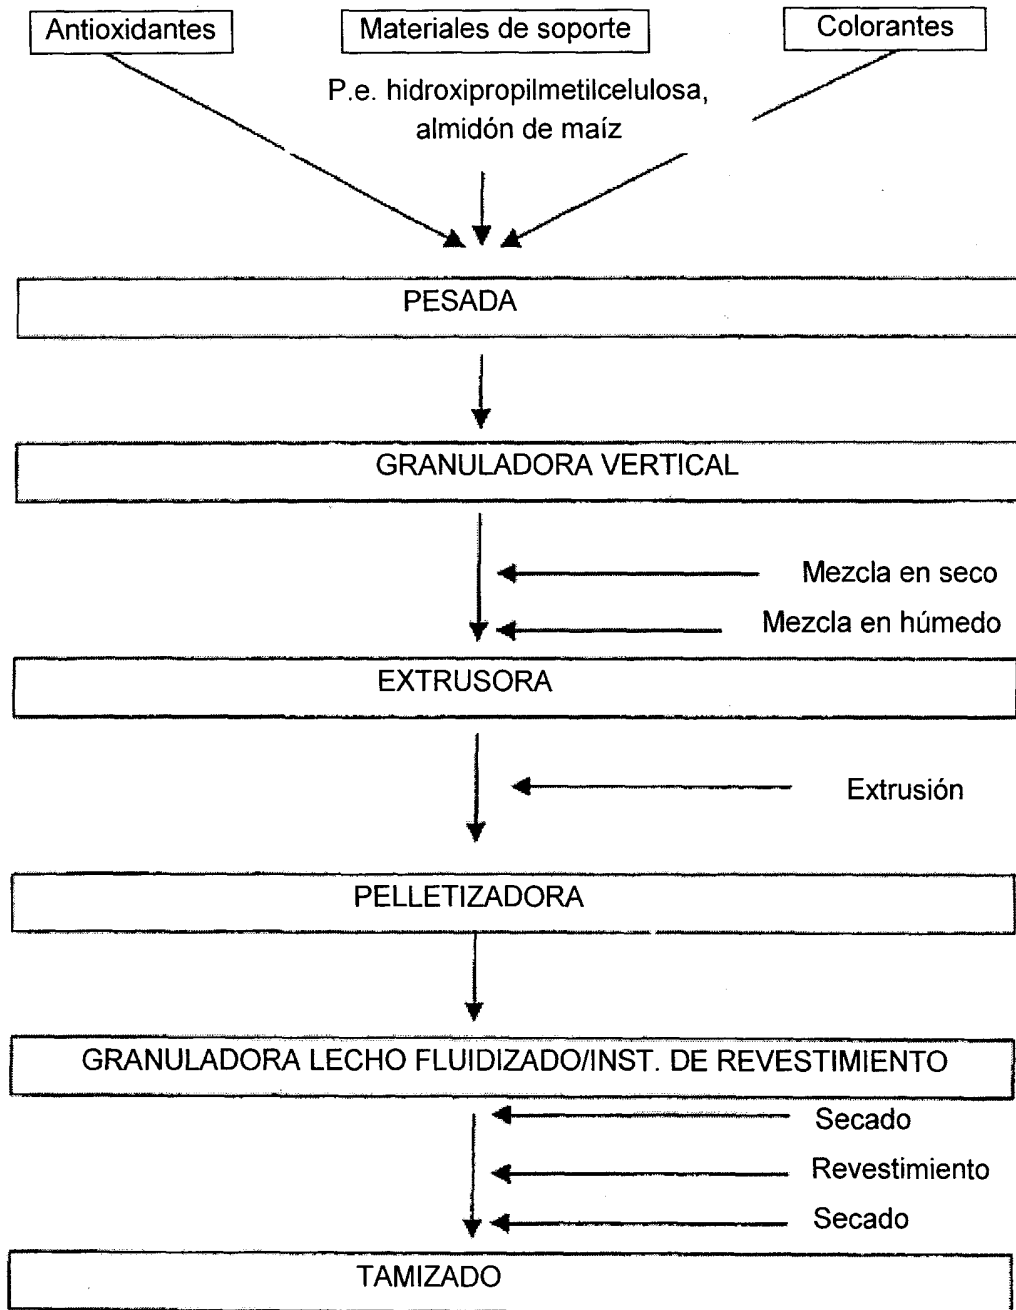 Antioxidantes
Materiales de soporte
Colorantes
P.e. hidroxipropilmetilcelulosa,
almidón de maíz
PESADA
GRANULADORA VERTICAL
Mezcla en seco
Mezcla en húmedo
EXTRUSORA
Extrusión
PELLETIZADORA
GRANULADORA LECHO FLUIDIZADO/INST. DE REVESTIMIENTO
Secado
Revestimiento
Secado
TAMIZADO